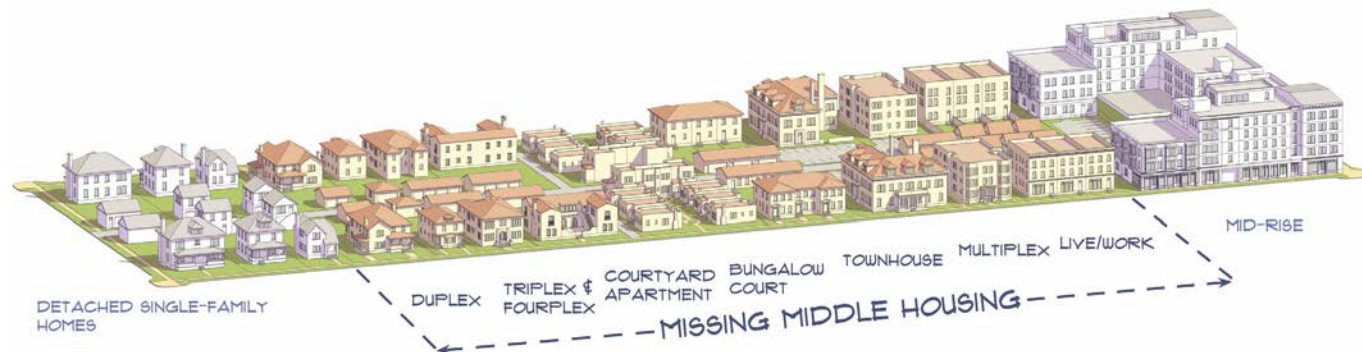 DETACHED SINGLE-FAMILY
HOMES
DUPLEX
TRIPLEX &
FOURPLEX
COURTYARD
APARTMENT
BUNGALOW
COURT
TOWNHOUSE
MULTIPLEX
LIVE/WORK
MID-RISE
MISSING MIDDLE HOUSING